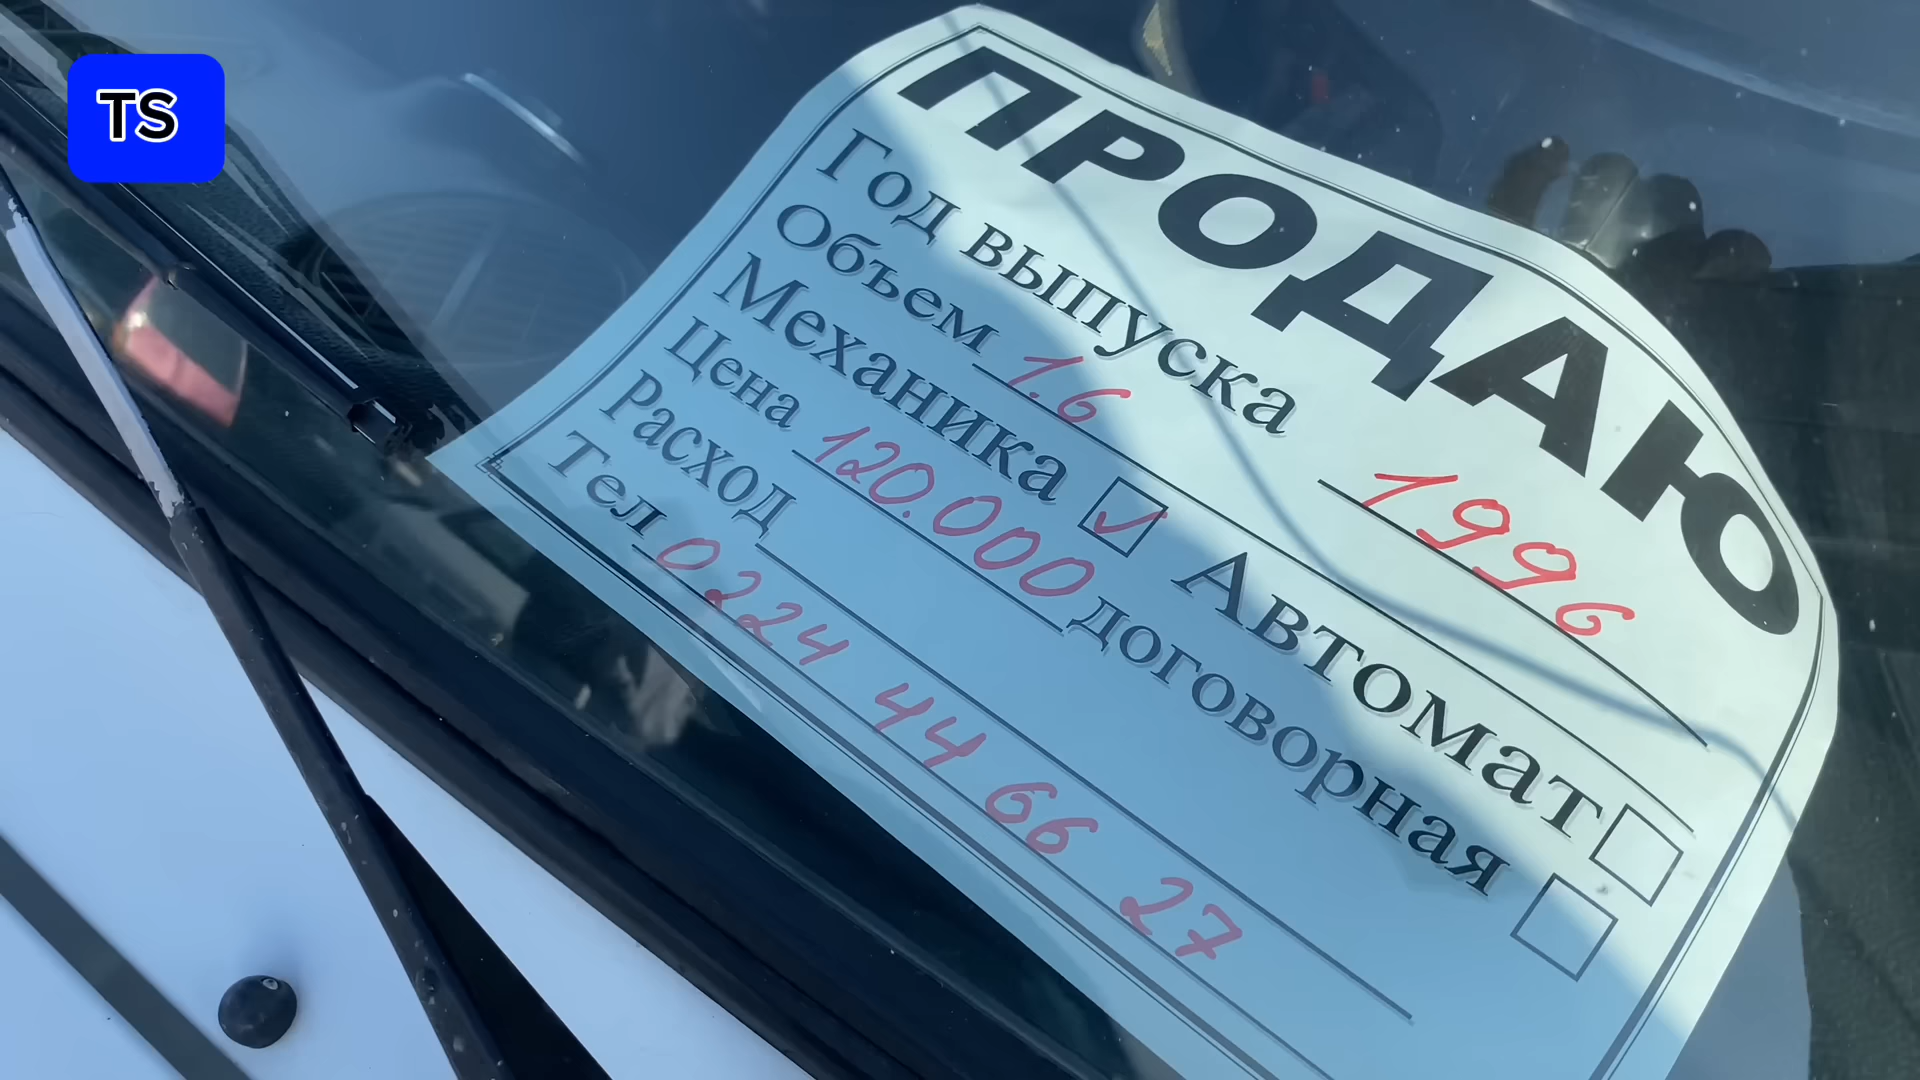 TS
ПРОДАЮ
Год выпуска 1996
Объем 1.6
Механика ✓ Автомат
Цена 120.000 договорная
Расход
Тел 0224 44 66 27